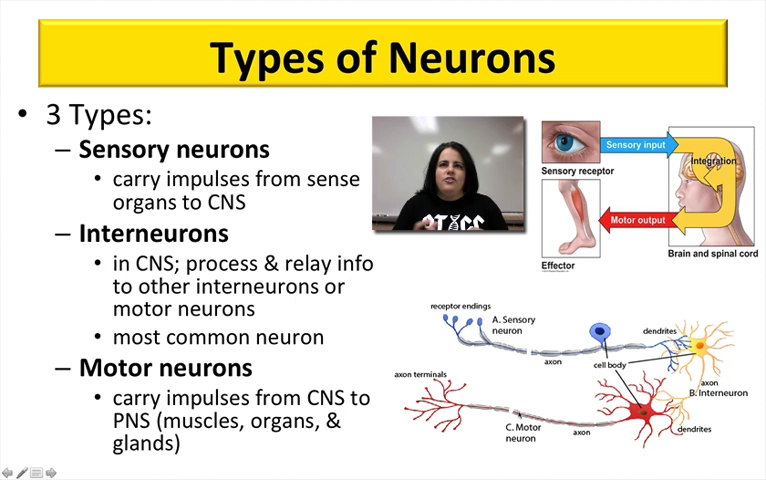 Types of Neurons
• 3 Types:
– Sensory neurons
• carry impulses from sense
organs to CNS
– Interneurons
• in CNS; process & relay info
to other interneurons or
motor neurons
• most common neuron
– Motor neurons
• carry impulses from CNS to
PNS (muscles, organs, &
glands)
Sensory input
Integration
Sensory receptor
Motor output
Effector
Brain and spinal cord
receptor endings
A. Sensory
neuron
dendrites
axon
cell body
axon terminals
axon
B. Interneuron
C. Motor
neuron
axon
dendrites